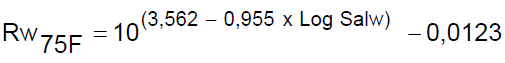 Rw75F = 10(3,562 – 0,955 x Log Salw) – 0,0123